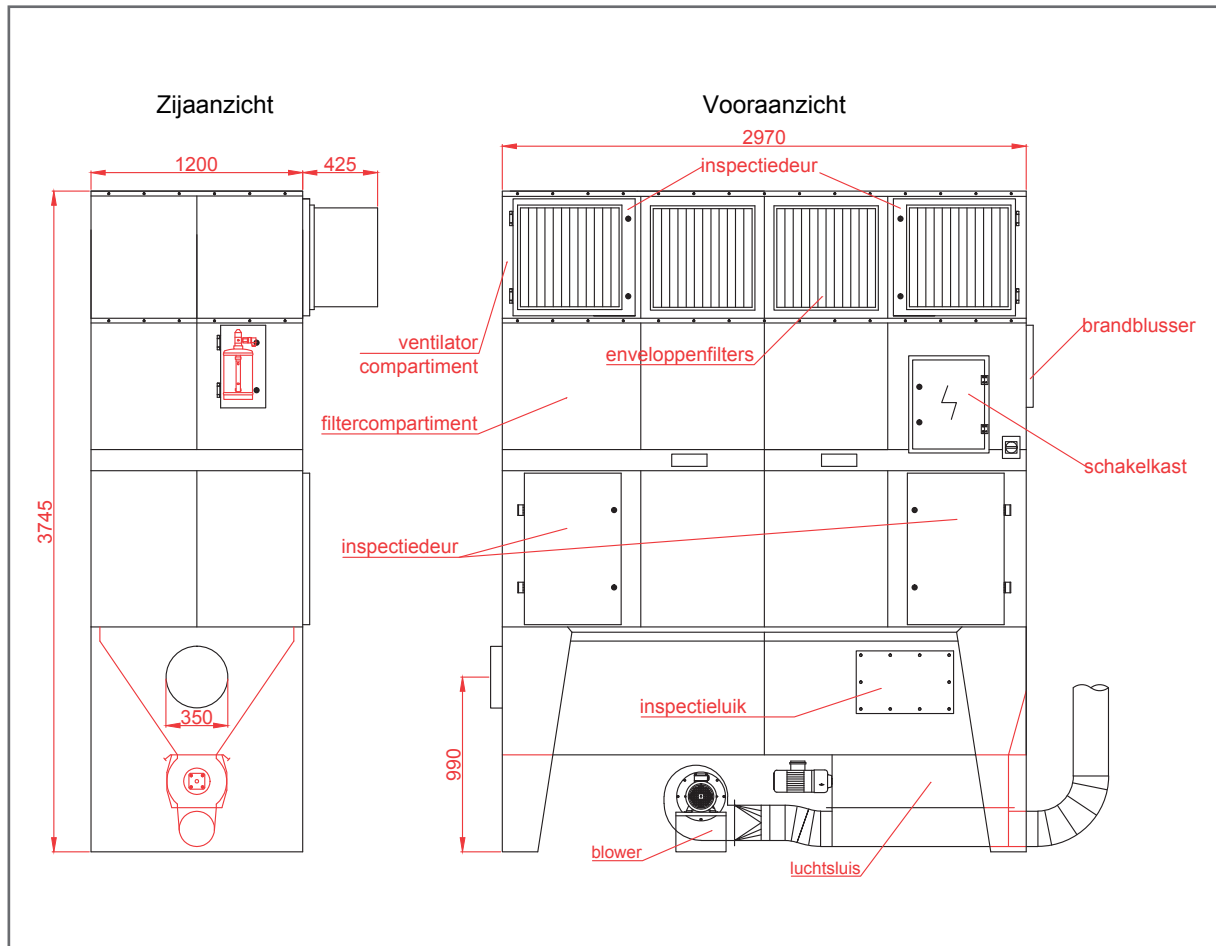 Zijaanzicht
Vooraanzicht
2970
1200
425
inspectiedeur
brandblusser
ventilator
compartiment
enveloppenfilters
filtercompartiment
schakelkast
3745
inspectiedeur
350
inspectieluik
990
blower
luchtsluis